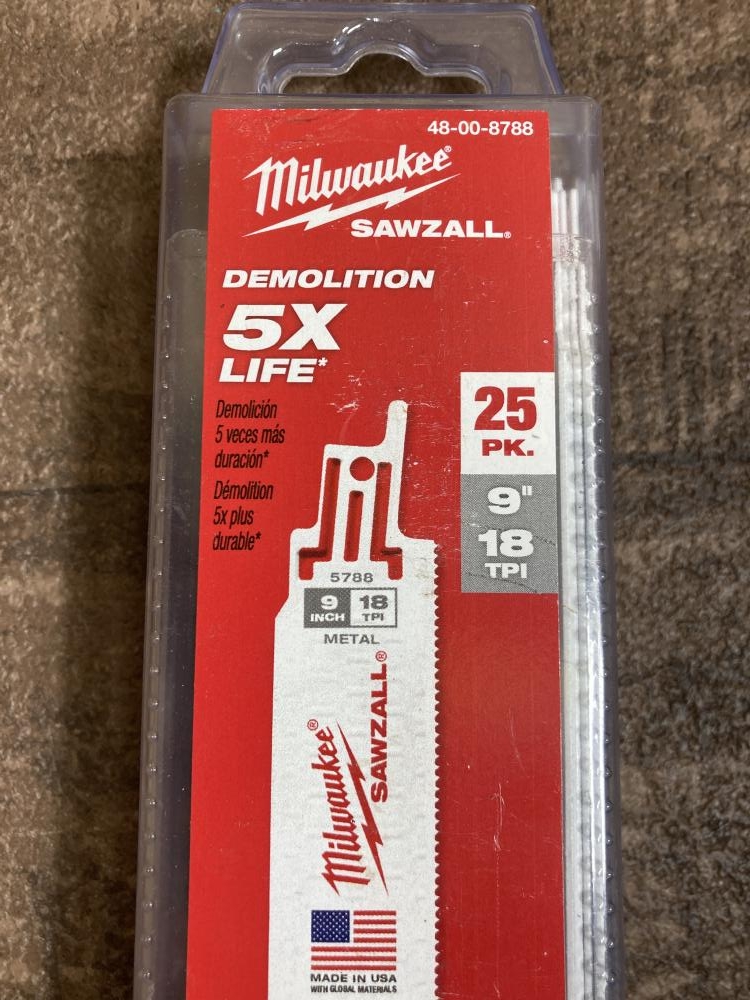 48-00-8788
Milwaukee®
SAWZALL®
DEMOLITION
5X
LIFE*
Demolición
5 veces más
duración*
Démolition
5x plus
durable*
25
PK.
9"
18
TPI
5788
9 18
INCH TPI
METAL
Milwaukee®
SAWZALL®
MADE IN USA
WITH GLOBAL MATERIALS